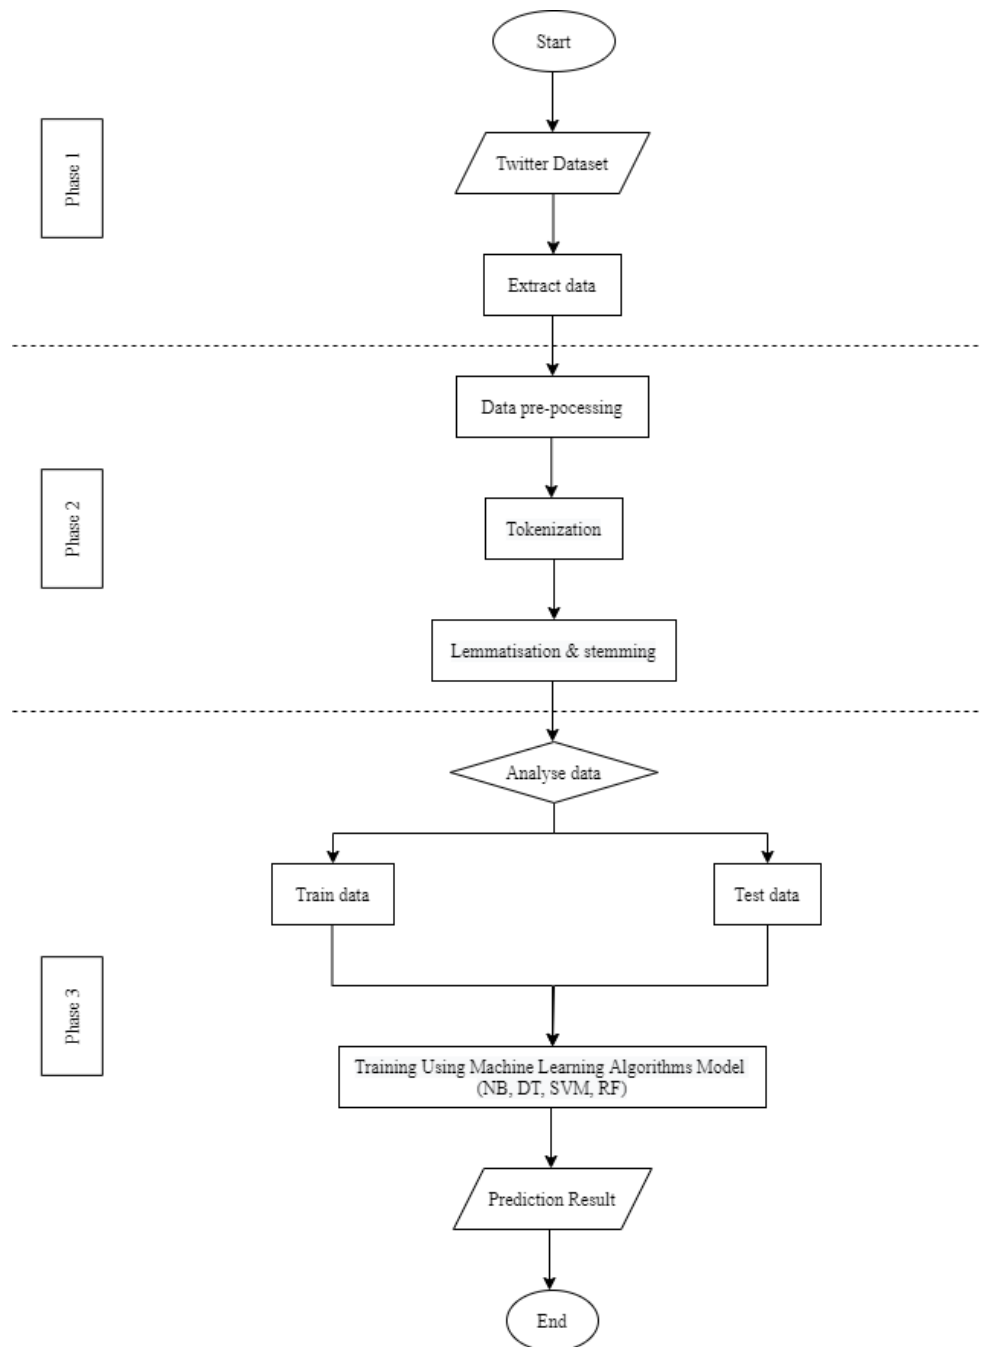 Start
Phase 1
Twitter Dataset
Extract data
Data pre-pocessing
Phase 2
Tokenization
Lemmatisation & stemming
Analyse data
Train data
Test data
Phase 3
Training Using Machine Learning Algorithms Model
(NB, DT, SVM, RF)
Prediction Result
End